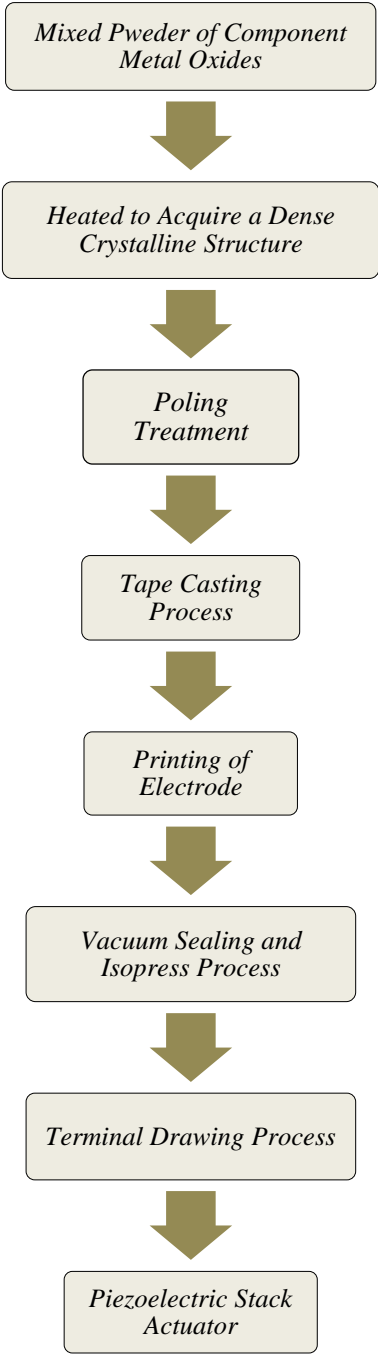 Mixed Pweder of Component
Metal Oxides
Heated to Acquire a Dense
Crystalline Structure
Poling
Treatment
Tape Casting
Process
Printing of
Electrode
Vacuum Sealing and
Isopress Process
Terminal Drawing Process
Piezoelectric Stack
Actuator